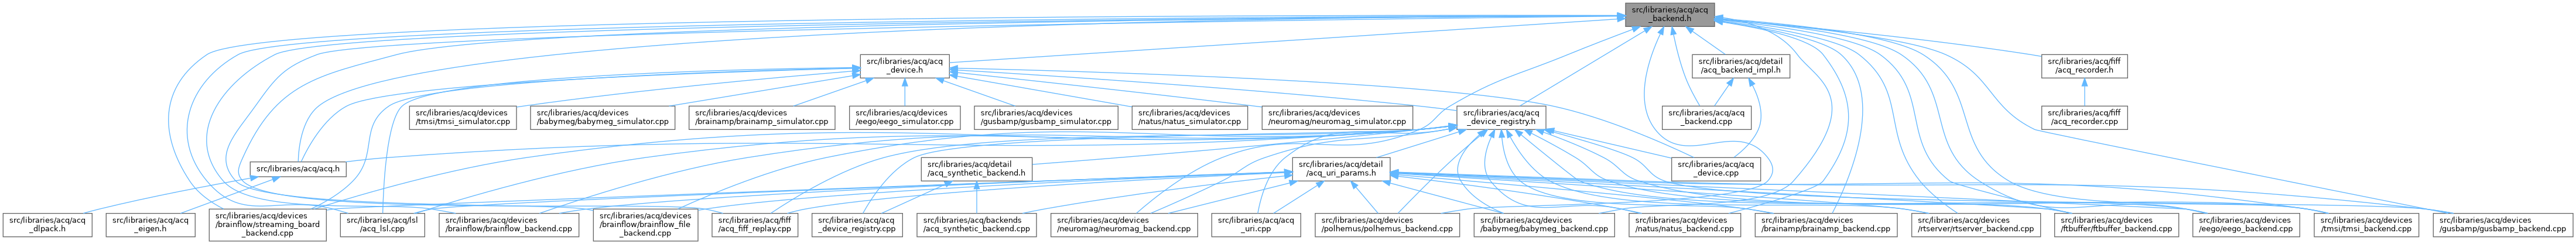 src/libraries/acq/acq
_backend.h
src/libraries/acq/acq
_device.h
src/libraries/acq/detail
/acq_backend_impl.h
src/libraries/acq/fiff
/acq_recorder.h
src/libraries/acq/devices
/tmsi/tmsi_simulator.cpp
src/libraries/acq/devices
/babymeg/babymeg_simulator.cpp
src/libraries/acq/devices
/brainamp/brainamp_simulator.cpp
src/libraries/acq/devices
/eego/eego_simulator.cpp
src/libraries/acq/devices
/gusbamp/gusbamp_simulator.cpp
src/libraries/acq/devices
/natus/natus_simulator.cpp
src/libraries/acq/devices
/neuromag/neuromag_simulator.cpp
src/libraries/acq/acq
_device_registry.h
src/libraries/acq/acq
_backend.cpp
src/libraries/acq/fiff
/acq_recorder.cpp
src/libraries/acq/acq.h
src/libraries/acq/detail
/acq_synthetic_backend.h
src/libraries/acq/detail
/acq_uri_params.h
src/libraries/acq/acq
_device.cpp
src/libraries/acq/acq
_dlpack.h
src/libraries/acq/acq
_eigen.h
src/libraries/acq/devices
/brainflow/streaming_board
_backend.cpp
src/libraries/acq/lsl
/acq_lsl.cpp
src/libraries/acq/devices
/brainflow/brainflow_backend.cpp
src/libraries/acq/devices
/brainflow/brainflow_file
_backend.cpp
src/libraries/acq/fiff
/acq_fiff_replay.cpp
src/libraries/acq/acq
_device_registry.cpp
src/libraries/acq/backends
/acq_synthetic_backend.cpp
src/libraries/acq/devices
/neuromag/neuromag_backend.cpp
src/libraries/acq/acq
_uri.cpp
src/libraries/acq/devices
/polhemus/polhemus_backend.cpp
src/libraries/acq/devices
/babymeg/babymeg_backend.cpp
src/libraries/acq/devices
/natus/natus_backend.cpp
src/libraries/acq/devices
/brainamp/brainamp_backend.cpp
src/libraries/acq/devices
/rtserver/rtserver_backend.cpp
src/libraries/acq/devices
/ftbuffer/ftbuffer_backend.cpp
src/libraries/acq/devices
/eego/eego_backend.cpp
src/libraries/acq/devices
/tmsi/tmsi_backend.cpp
src/libraries/acq/devices
/gusbamp/gusbamp_backend.cpp